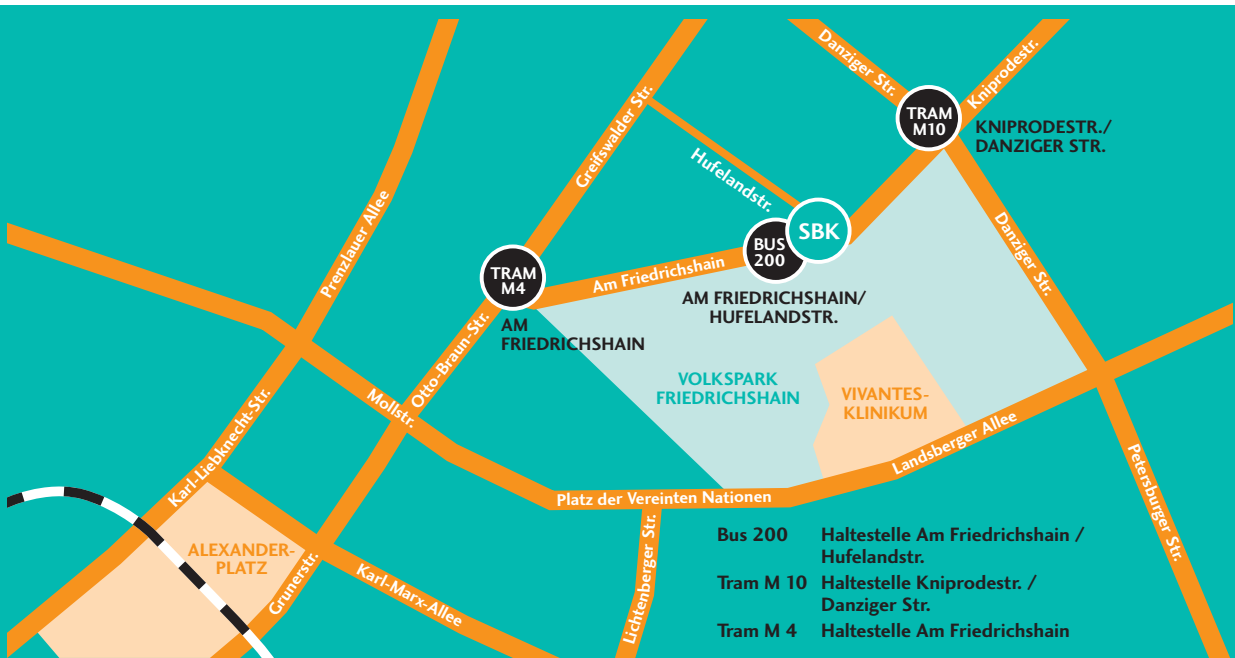 Danziger Str.
Kniprodestr.
TRAM
M10
KNIPRODESTR./
DANZIGER STR.
Greifswalder Str.
Hufelandstr.
Prenzlauer Allee
SBK
BUS
200
TRAM
M4
Am Friedrichshain
Danziger Str.
AM FRIEDRICHSHAIN/
HUFELANDSTR.
AM
FRIEDRICHSHAIN
Otto-Braun-Str.
VOLKSPARK
FRIEDRICHSHAIN
VIVANTES-
KLINIKUM
Mollstr.
Karl-Liebknecht-Str.
Landsberger Allee
Petersburger Str.
Platz der Vereinten Nationen
ALEXANDER-
PLATZ
Grunerstr.
Karl-Marx-Allee
Lichtenberger Str.
Bus 200 Haltestelle Am Friedrichshain /
Hufelandstr.
Tram M 10 Haltestelle Kniprodestr. /
Danziger Str.
Tram M 4 Haltestelle Am Friedrichshain